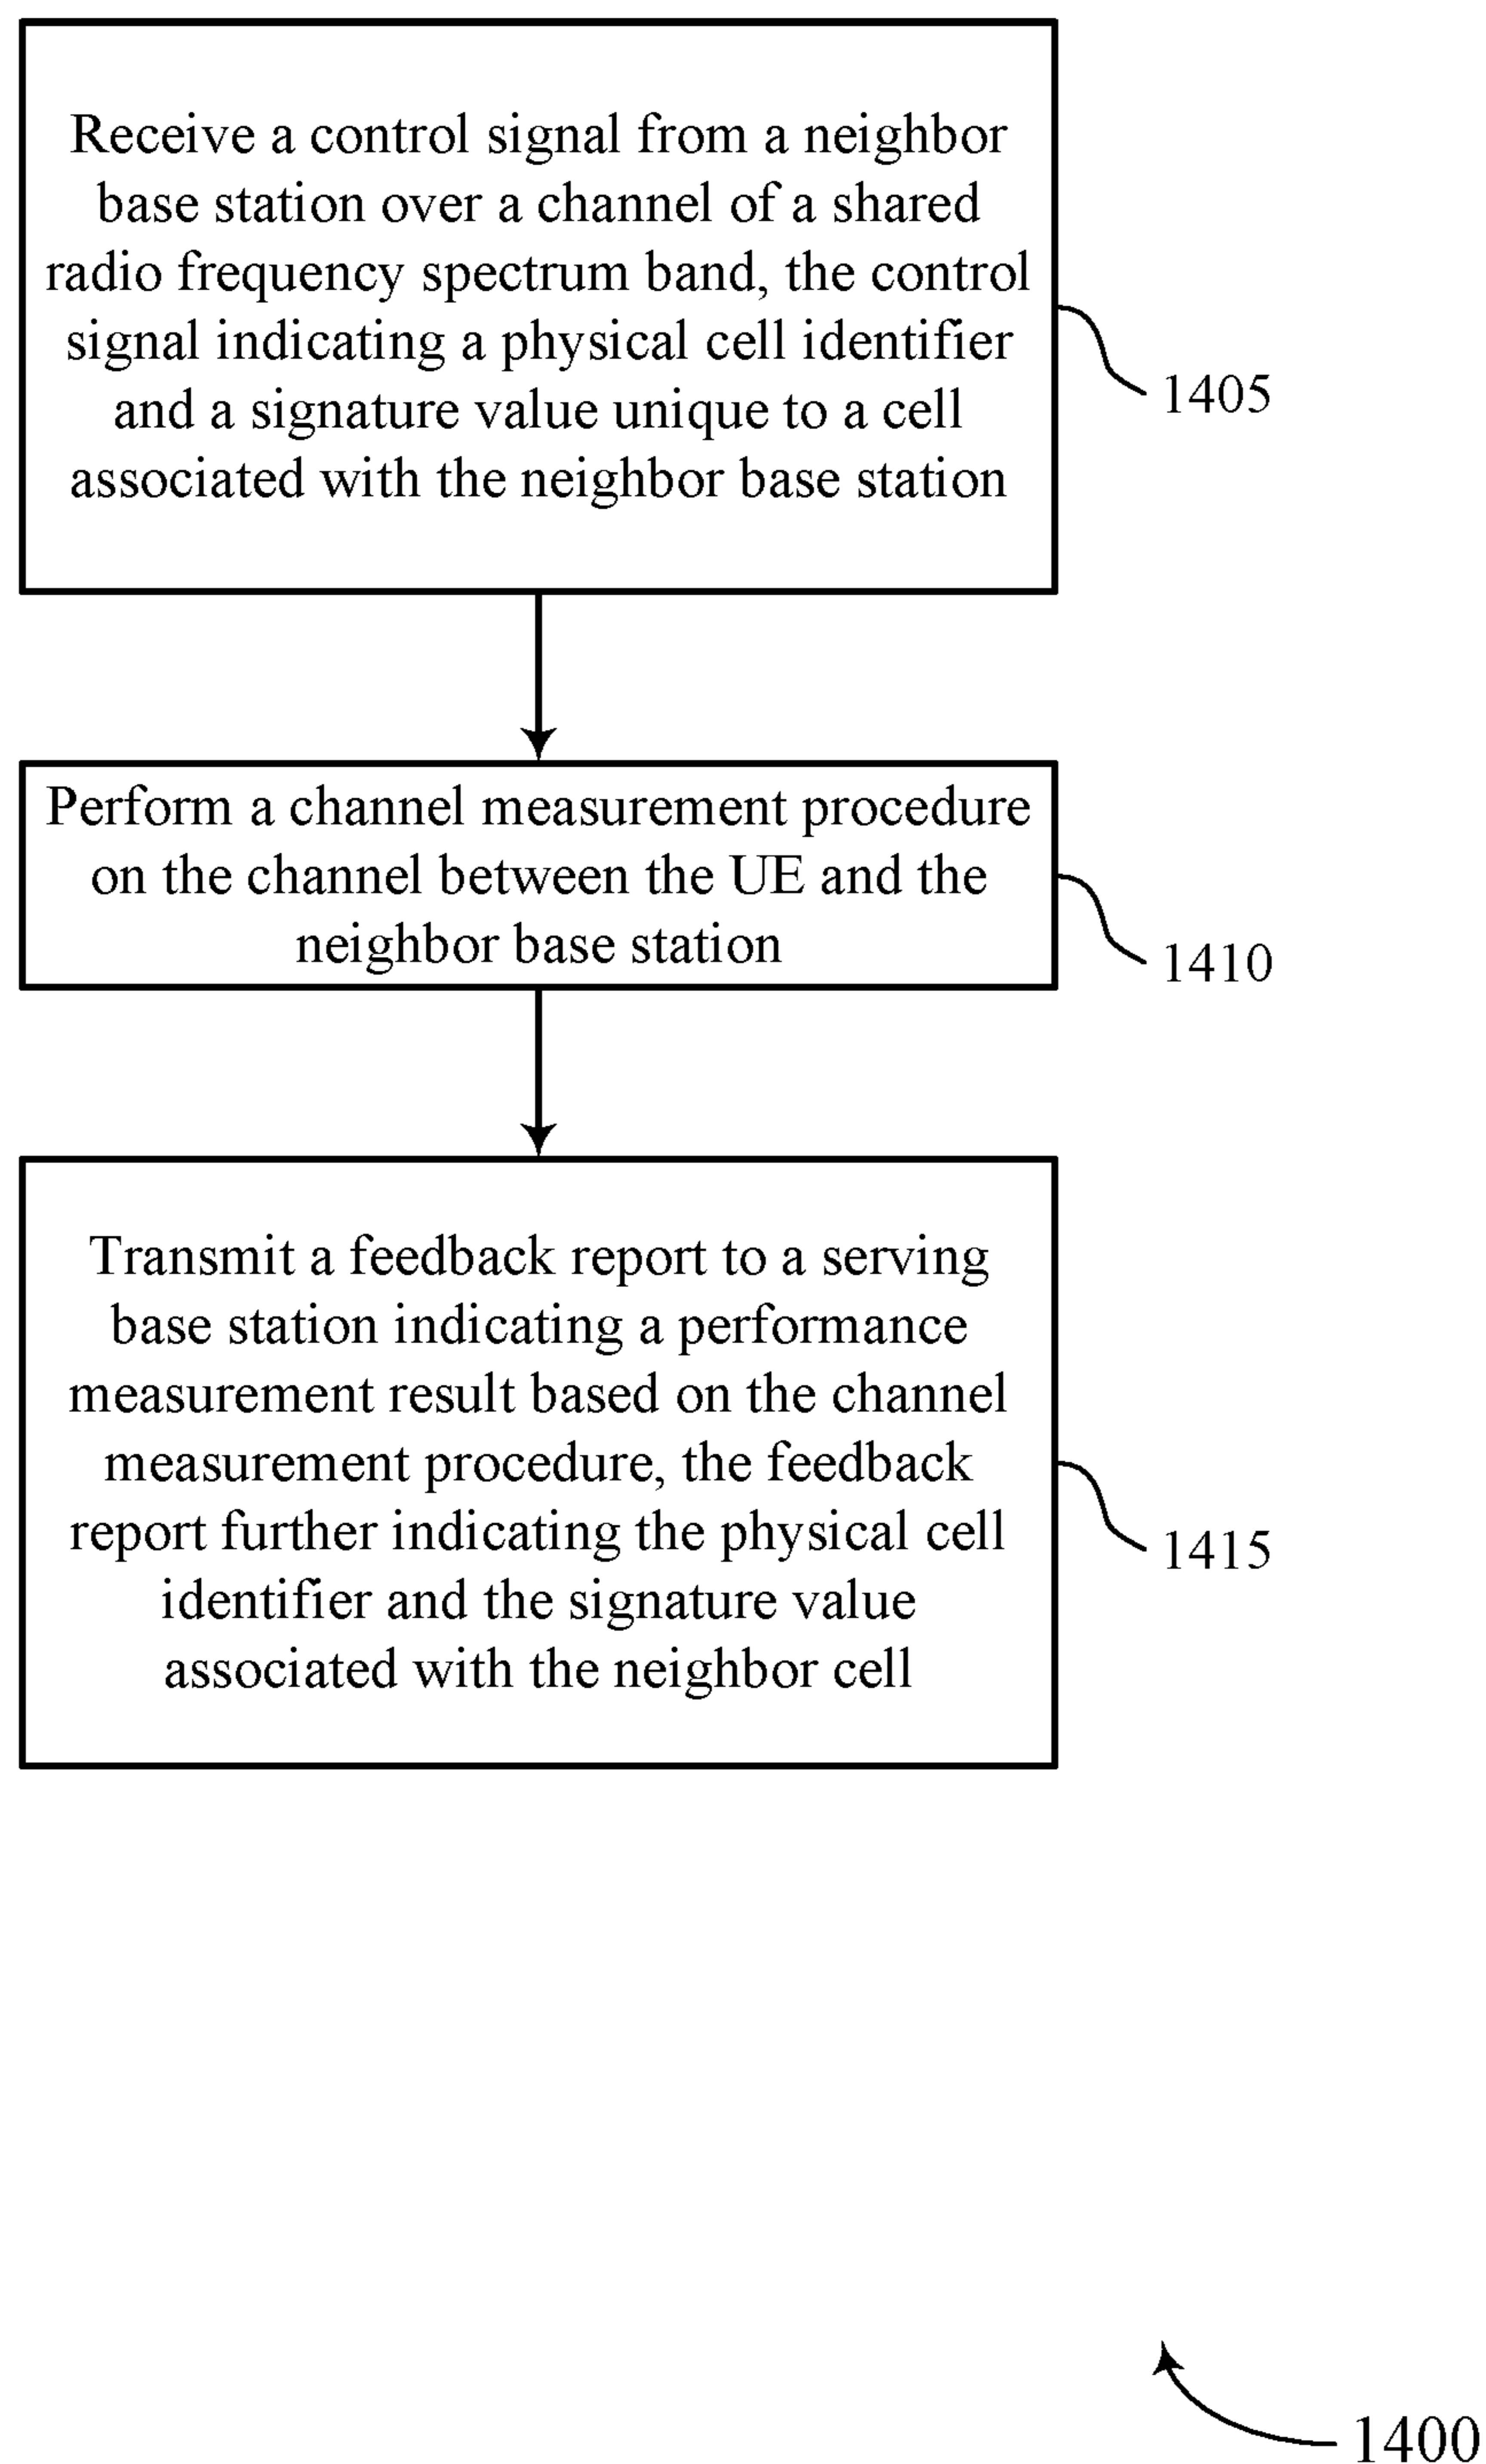 Receive a control signal from a neighbor
base station over a channel of a shared
radio frequency spectrum band, the control
signal indicating a physical cell identifier
and a signature value unique to a cell
associated with the neighbor base station
1405
Perform a channel measurement procedure
on the channel between the UE and the
neighbor base station
1410
Transmit a feedback report to a serving
base station indicating a performance
measurement result based on the channel
measurement procedure, the feedback
report further indicating the physical cell
identifier and the signature value
associated with the neighbor cell
1415
1400